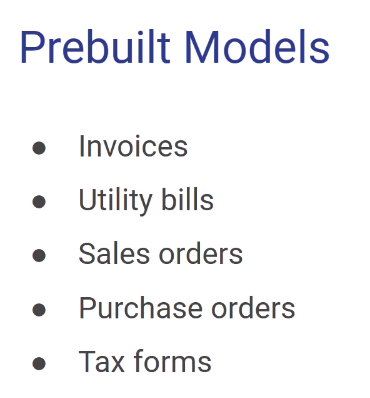 Prebuilt Models
● Invoices
● Utility bills
● Sales orders
● Purchase orders
● Tax forms